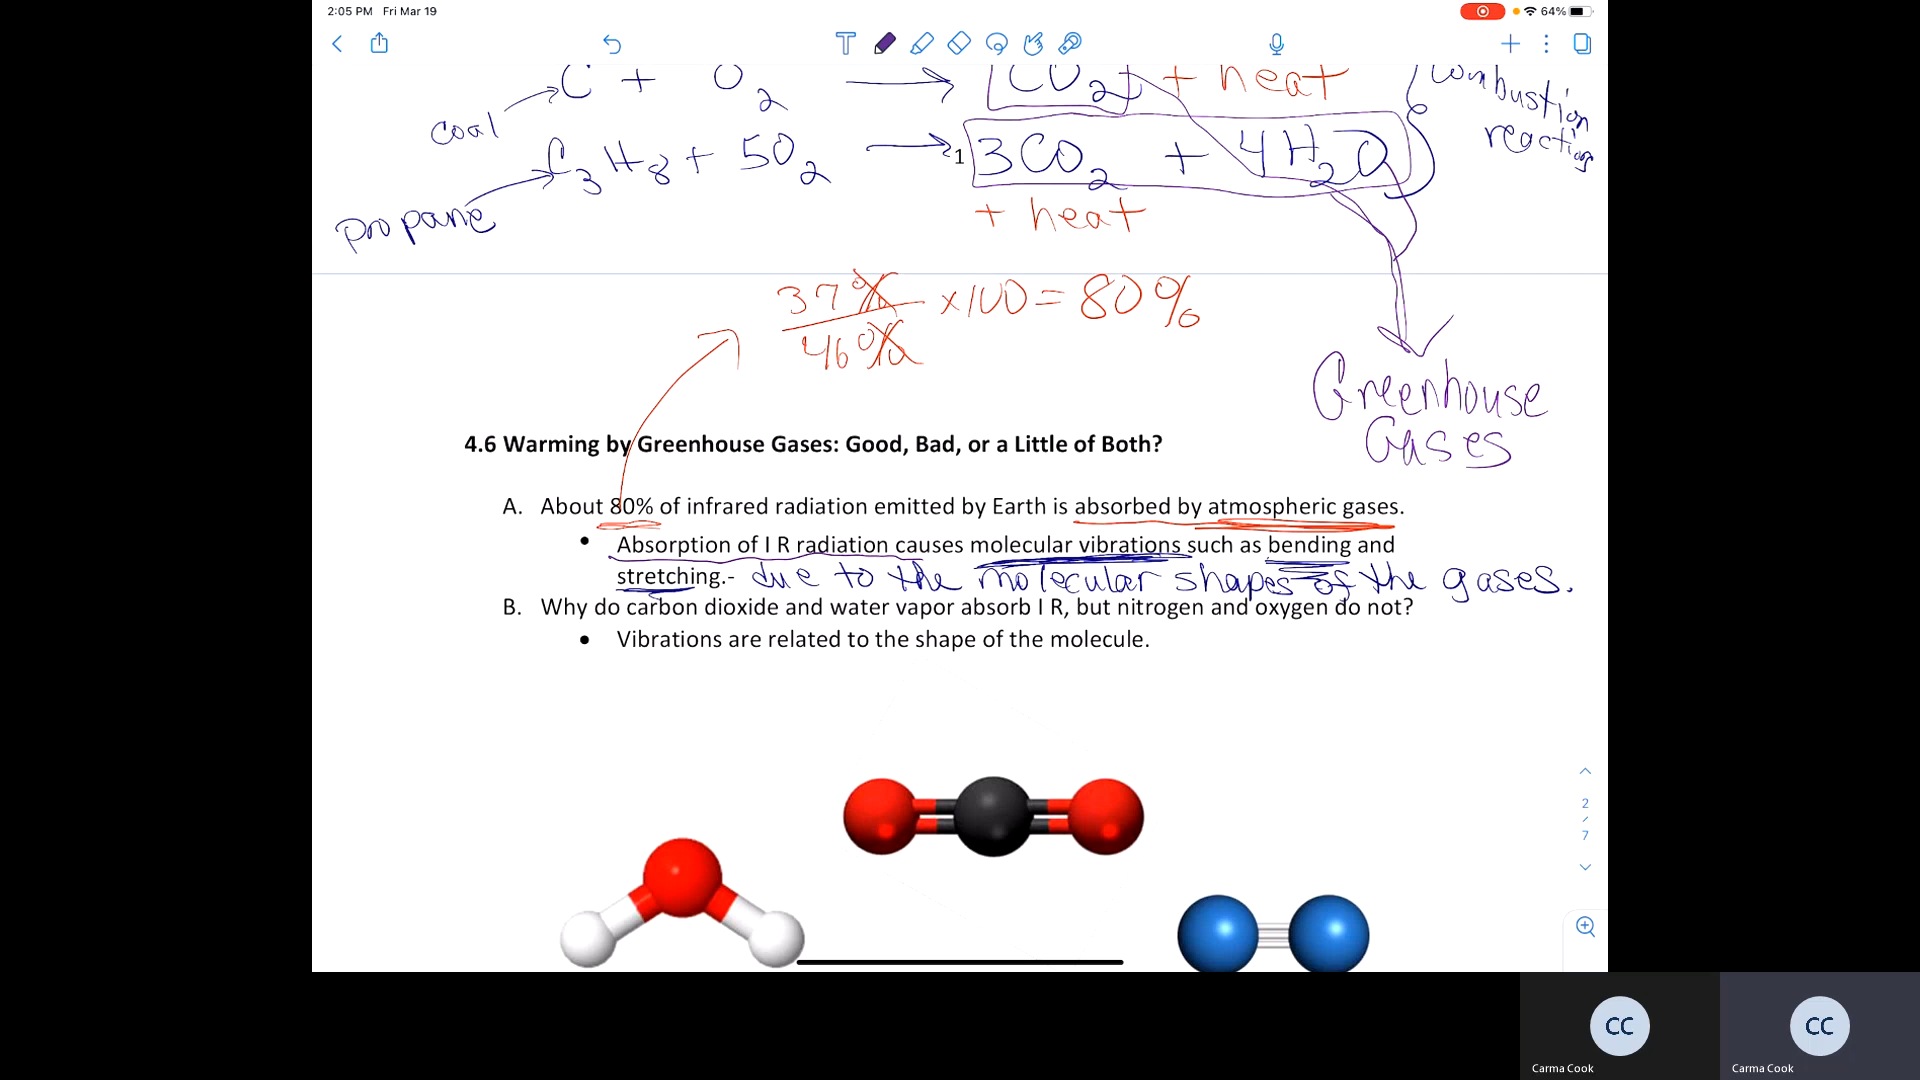 2:05 PM Fri Mar 19
64%
C + O2 → CO2 + heat
combustion
coal
reactions
C3H8 + 5O2 → 1 3CO2 + 4H2O
propane
+ heat
37% x100 = 80%
46%
Greenhouse
Gases
4.6 Warming by Greenhouse Gases: Good, Bad, or a Little of Both?
A. About 80% of infrared radiation emitted by Earth is absorbed by atmospheric gases.
• Absorption of I R radiation causes molecular vibrations such as bending and
stretching.- due to the molecular shapes of the gases.
B. Why do carbon dioxide and water vapor absorb I R, but nitrogen and oxygen do not?
• Vibrations are related to the shape of the molecule.
2
/
7
CC
CC
Carma Cook
Carma Cook